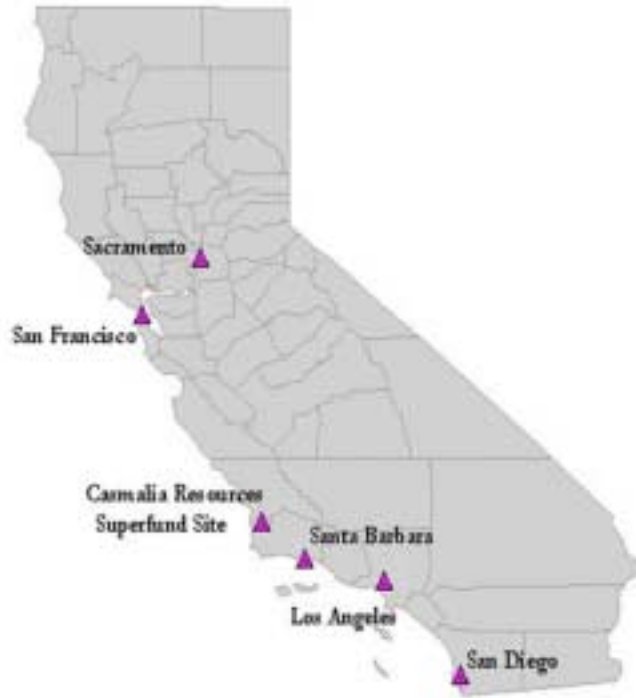 Sacramento
San Francisco
Casmalia Resources
Superfund Site
Santa Barbara
Los Angeles
San Diego